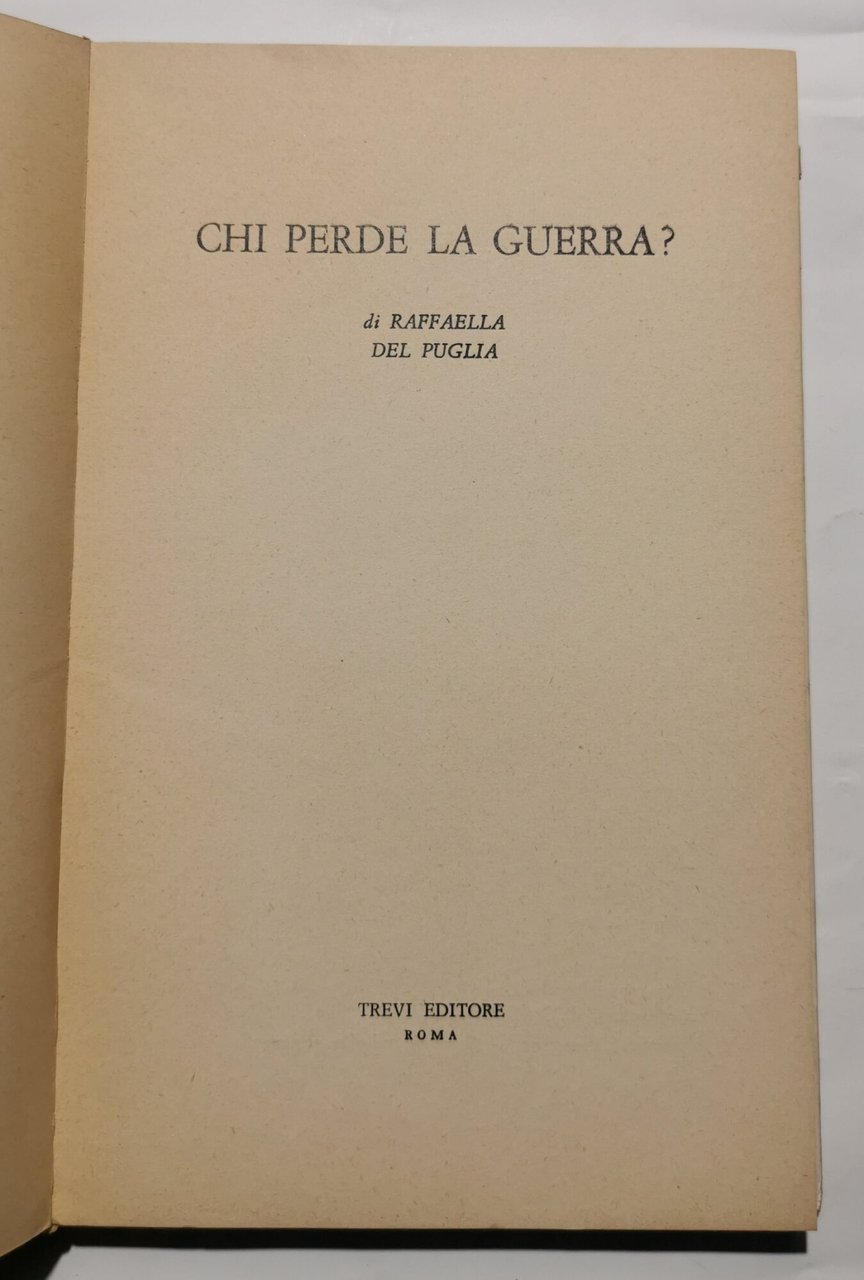 CHI PERDE LA GUERRA?
di RAFFAELLA
DEL PUGLIA
TREVI EDITORE
ROMA